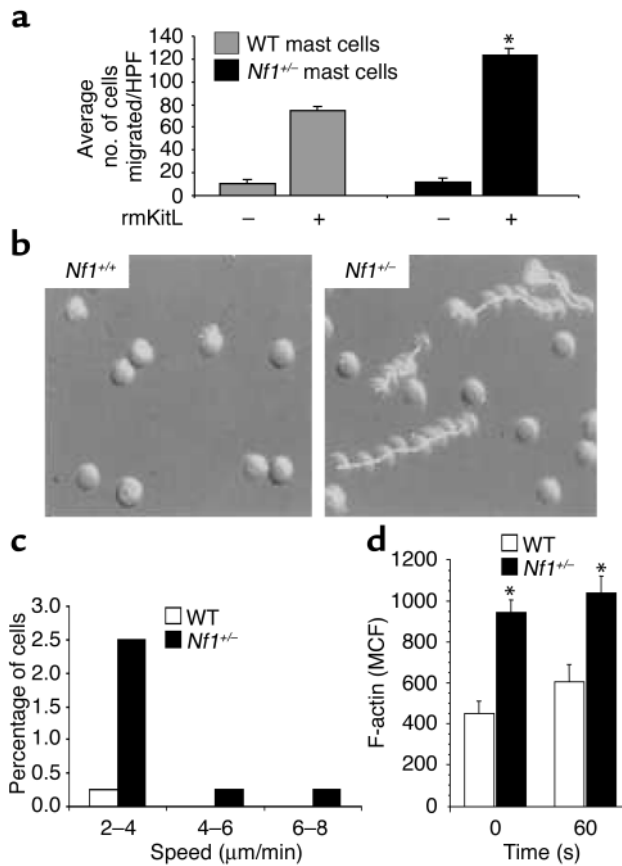 a
WT mast cells
Nf1+/– mast cells
Average
no. of cells
migrated/HPF
140
120
100
80
60
40
20
0
*
rmKitL – + – +
b
Nf1+/+
Nf1+/–
c
WT
Nf1+/–
Percentage of cells
3.0
2.5
2.0
1.5
1.0
0.5
0.0
2–4 4–6 6–8
Speed (μm/min)
d
WT
Nf1+/–
F-actin (MCF)
1200
1000
800
600
400
200
0
*
*
0 60
Time (s)